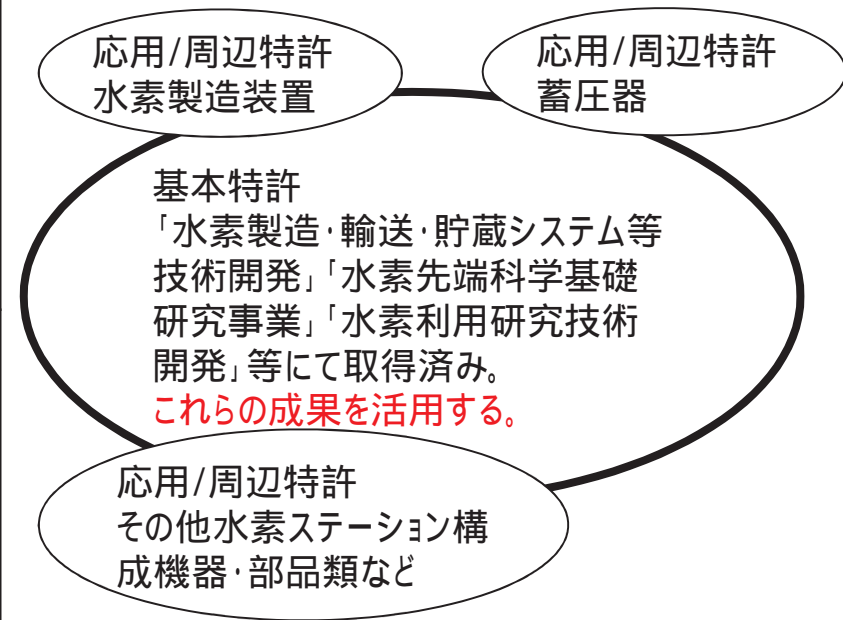 応用/周辺特許
水素製造装置
応用/周辺特許
蓄圧器
基本特許
「水素製造・輸送・貯蔵システム等
技術開発」「水素先端科学基礎
研究事業」「水素利用研究技術
開発」等にて取得済み。
これらの成果を活用する。
応用/周辺特許
その他水素ステーション構
成機器・部品類など